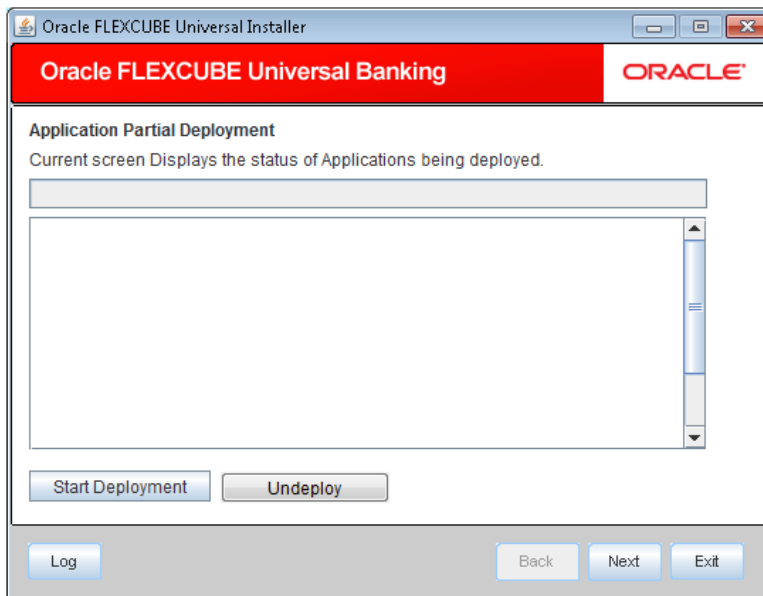 Oracle FLEXCUBE Universal Installer
Oracle FLEXCUBE Universal Banking
ORACLE
Application Partial Deployment
Current screen Displays the status of Applications being deployed.
Start Deployment
Undeploy
Log
Back
Next
Exit